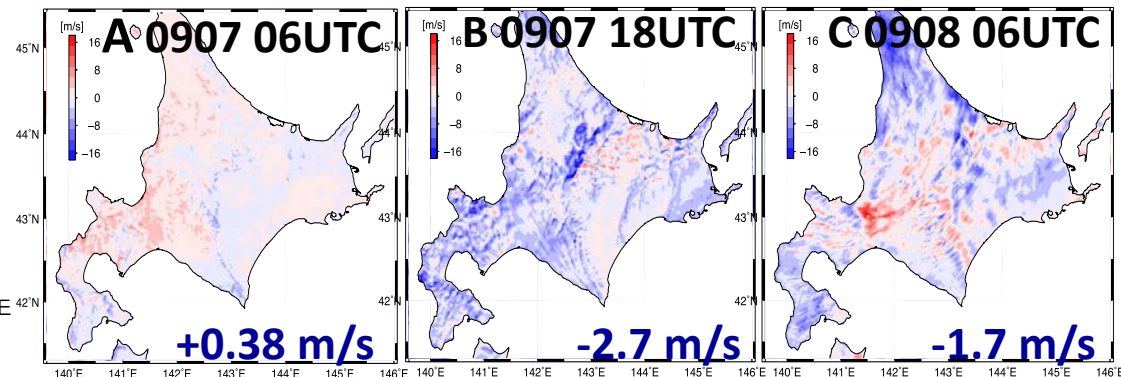 A 0907 06UTC
[m/s]
16
8
0
−8
−16
45˚N
44˚N
43˚N
42˚N
E
+0.38 m/s
140˚E 141˚E 142˚E 143˚E 144˚E 145˚E 146˚E
B 0907 18UTC
[m/s]
16
8
0
−8
−16
45˚N
44˚N
43˚N
42˚N
-2.7 m/s
140˚E 141˚E 142˚E 143˚E 144˚E 145˚E 146˚E
C 0908 06UTC
[m/s]
16
8
0
−8
−16
45˚N
44˚N
43˚N
42˚N
-1.7 m/s
140˚E 141˚E 142˚E 143˚E 144˚E 145˚E 146˚E